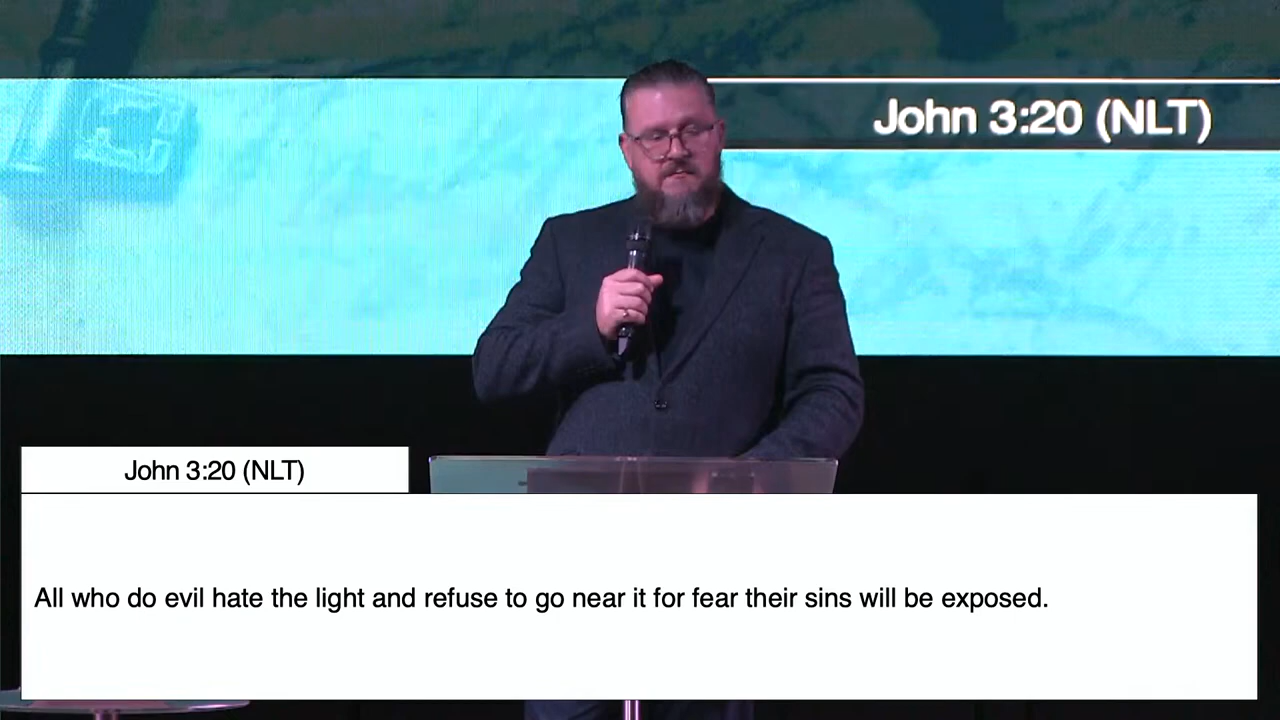 John 3:20 (NLT)
John 3:20 (NLT)
All who do evil hate the light and refuse to go near it for fear their sins will be exposed.